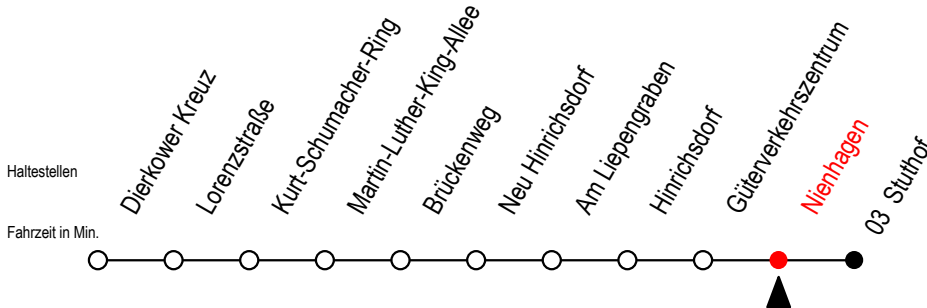 Haltestellen
Fahrzeit in Min.
Dierkower Kreuz
Lorenzstraße
Kurt-Schumacher-Ring
Martin-Luther-King-Allee
Brückenweg
Neu Hinrichsdorf
Am Liepengraben
Hinrichsdorf
Güterverkehrszentrum
Nienhagen
03 Stuthof